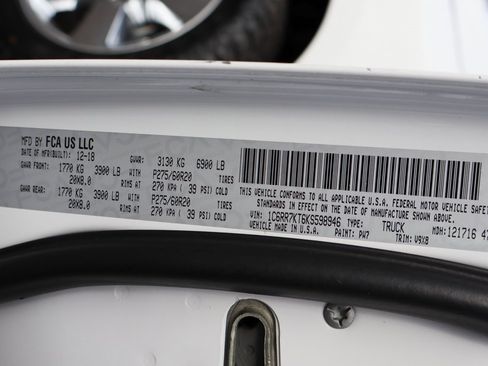 MFD BY FCA US LLC
DATE OF MFR(BUILT): 12-18 GVWR: 3130 KG 6900 LB
GAWR FRONT: 1770 KG 3900 LB WITH P275/60R20 TIRES
20X8.0 RIMS AT 270 KPA ( 39 PSI) COLD
GAWR REAR: 1770 KG 3900 LB WITH P275/60R20 TIRES
20X8.0 RIMS AT 270 KPA ( 39 PSI) COLD
THIS VEHICLE CONFORMS TO ALL APPLICABLE U.S.A. FEDERAL MOTOR VEHICLE SAFETY
STANDARDS IN EFFECT ON THE DATE OF MANUFACTURE SHOWN ABOVE.
VIN: 1C6RR7KT6KS598946 TYPE: TRUCK MDH: 121716
VEHICLE MADE IN U.S.A. PAINT: PW7 TRIM: V9X8